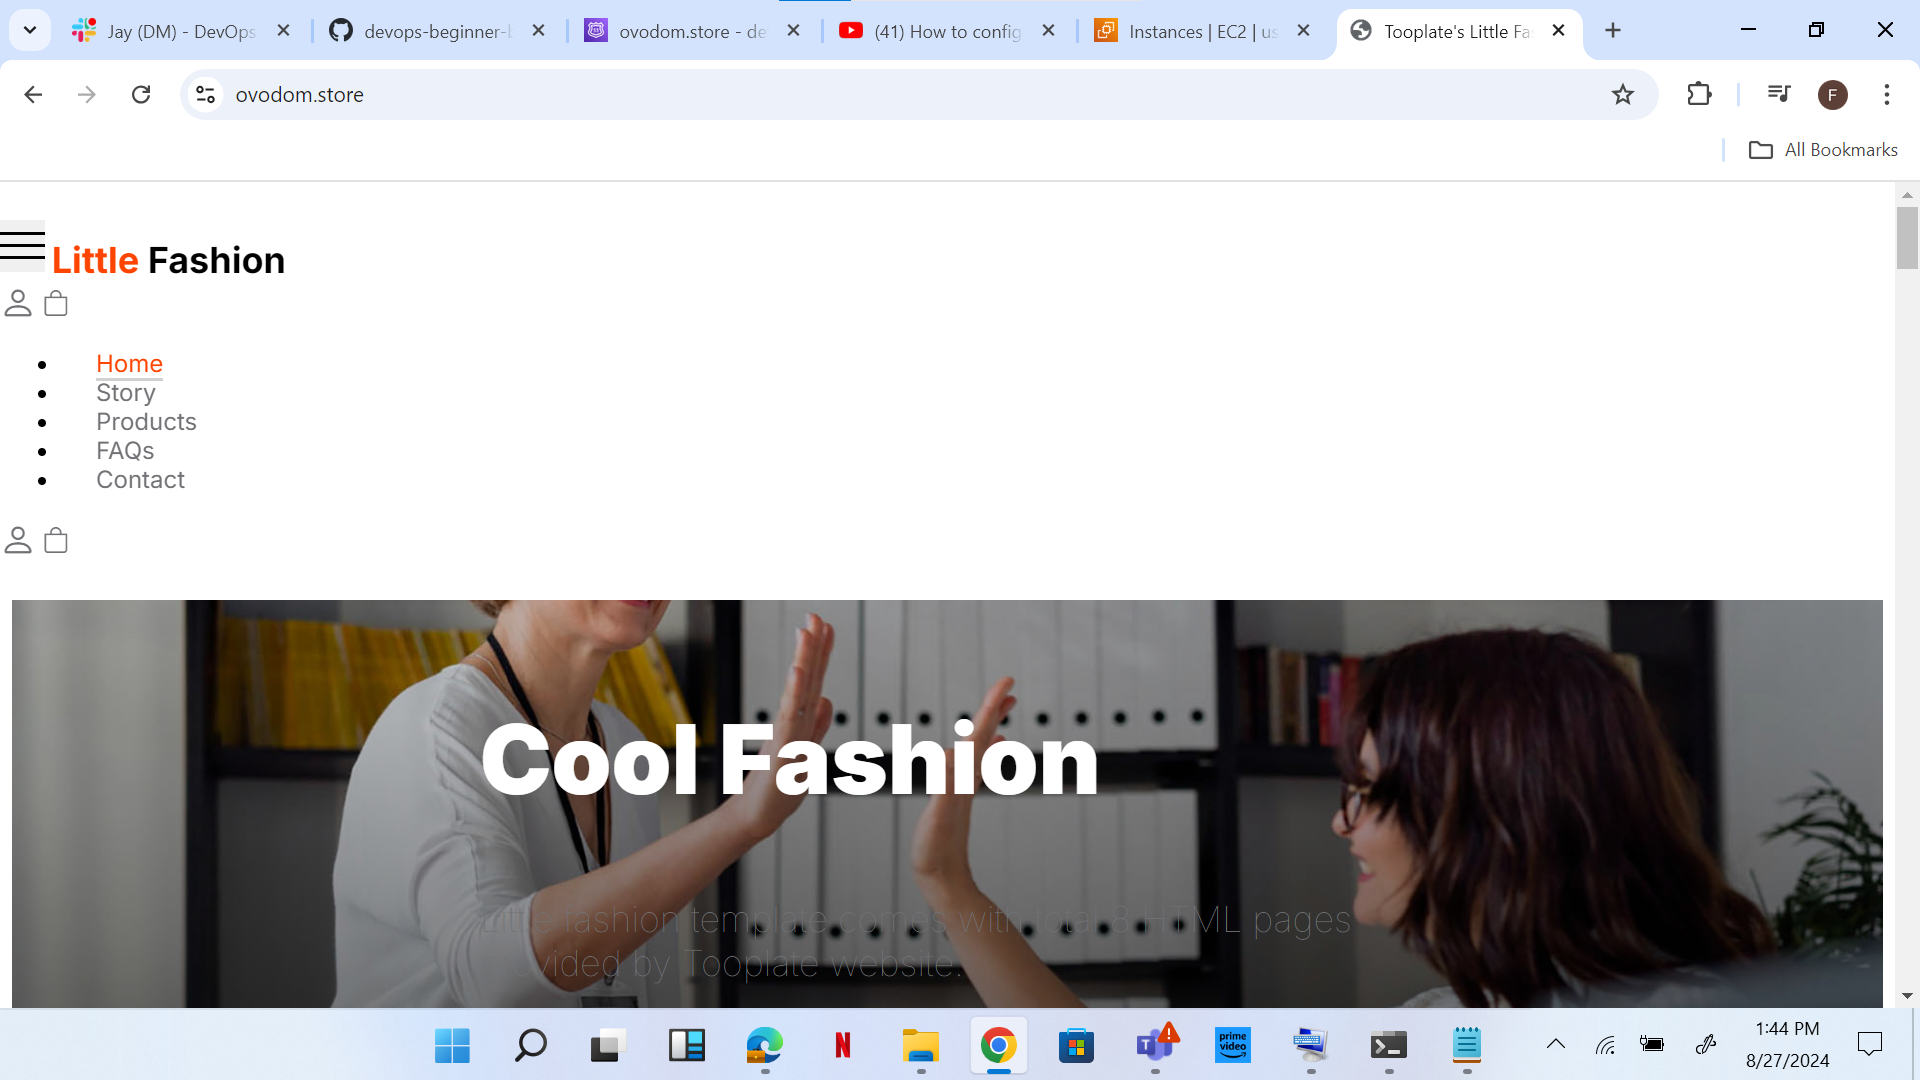 Jay (DM) - DevOps
devops-beginner-b
ovodom.store - de
(41) How to config
Instances | EC2 | us
Tooplate's Little Fa
ovodom.store
F
All Bookmarks
Little Fashion
Home
Story
Products
FAQs
Contact
Cool Fashion
Little fashion template comes with total 8 HTML pages
provided by Tooplate website.
N
prime
video
1:44 PM
8/27/2024